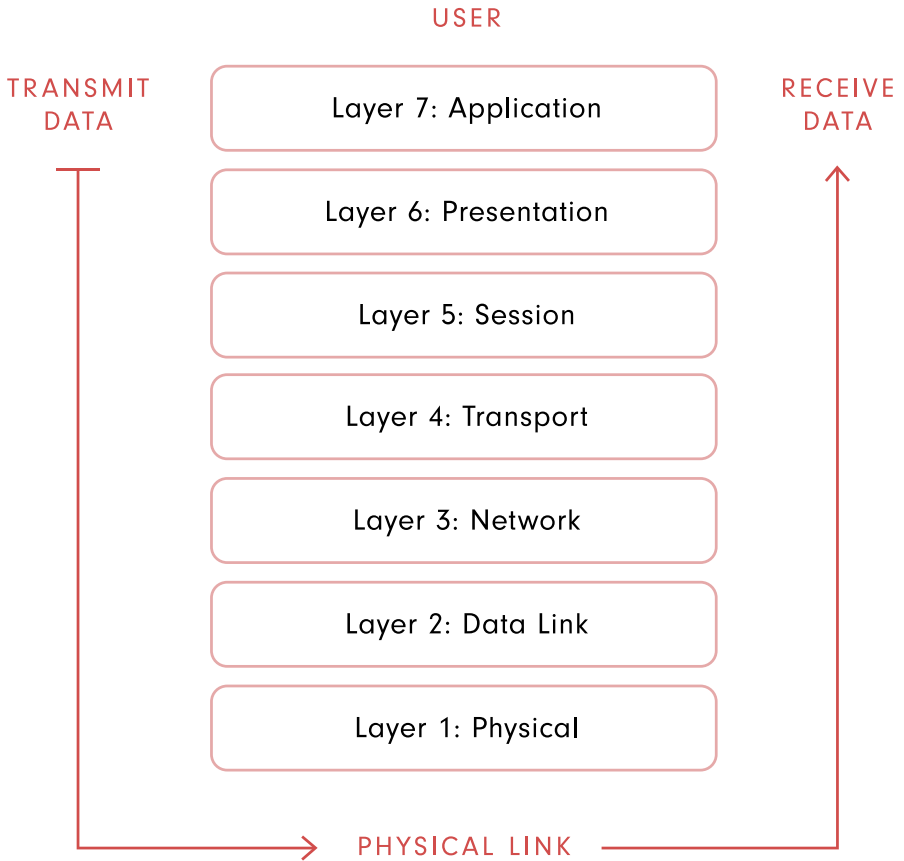 USER
TRANSMIT
DATA
RECEIVE
DATA
Layer 7: Application
Layer 6: Presentation
Layer 5: Session
Layer 4: Transport
Layer 3: Network
Layer 2: Data Link
Layer 1: Physical
PHYSICAL LINK